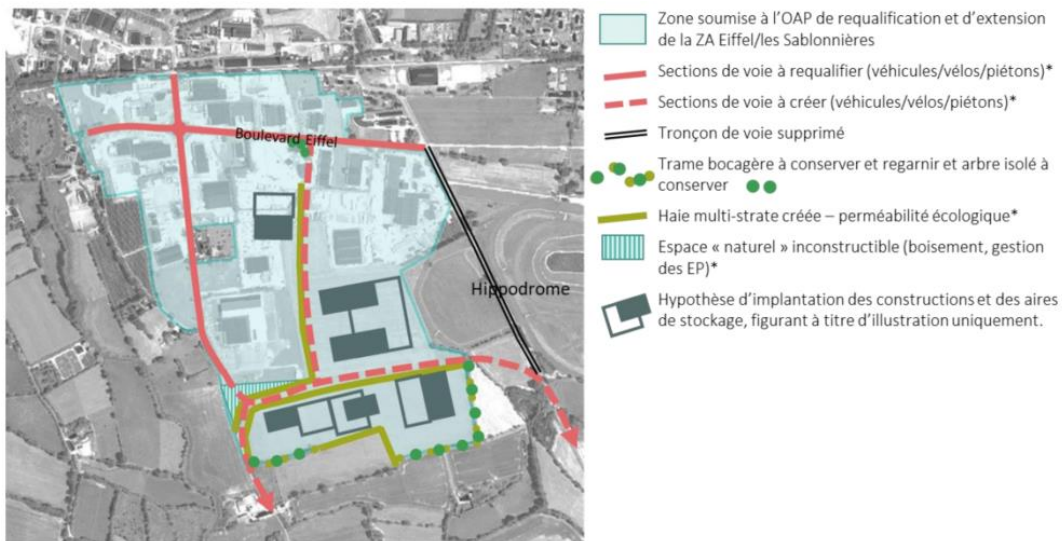 Boulevard Eiffel
Hippodrome
Zone soumise à l'OAP de requalification et d'extension
de la ZA Eiffel/les Sablonnières
Sections de voie à requalifier (véhicules/vélos/piétons)*
Sections de voie à créer (véhicules/vélos/piétons)*
Tronçon de voie supprimé
Trame bocagère à conserver et regarnir et arbre isolé à
conserver
Haie multi-strate créée – perméabilité écologique*
Espace « naturel » inconstructible (boisement, gestion
des EP)*
Hypothèse d'implantation des constructions et des aires
de stockage, figurant à titre d'illustration uniquement.